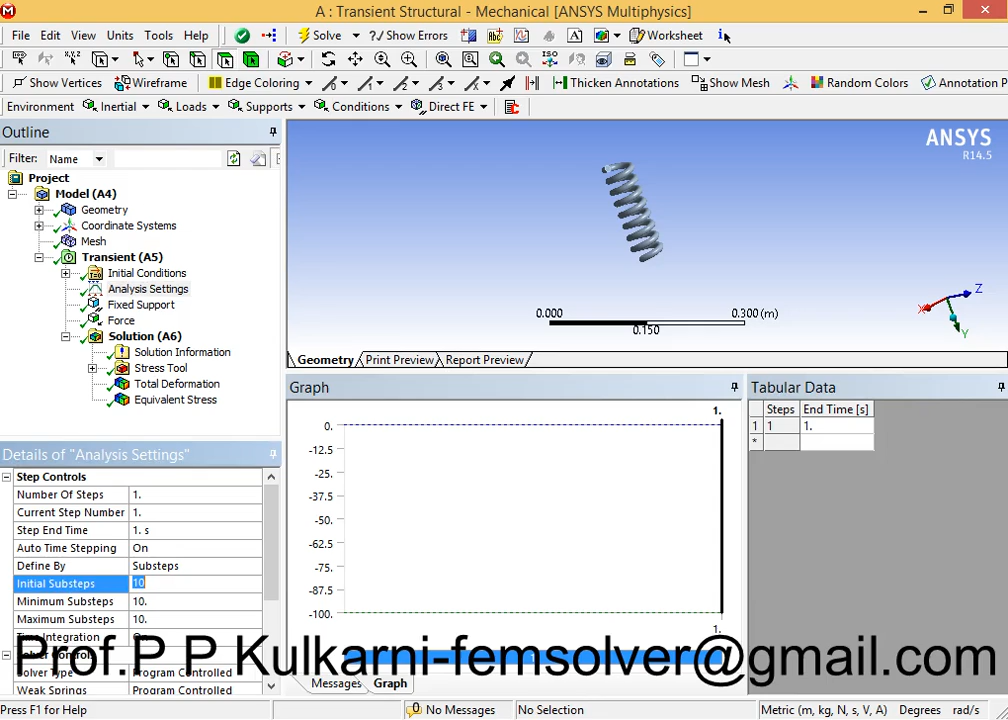 A : Transient Structural - Mechanical [ANSYS Multiphysics]
File Edit View Units Tools Help Solve ?/ Show Errors Worksheet
Show Vertices Wireframe Edge Coloring Thicken Annotations Show Mesh Random Colors Annotation P
Environment Inertial Loads Supports Conditions Direct FE
Outline
Filter: Name
Project
Model (A4)
Geometry
Coordinate Systems
Mesh
Transient (A5)
Initial Conditions
Analysis Settings
Fixed Support
Force
Solution (A6)
Solution Information
Stress Tool
Total Deformation
Equivalent Stress
ANSYS
R14.5
0.000 0.300 (m)
0.150
Z
X
Y
Geometry Print Preview Report Preview
Details of "Analysis Settings"
Step Controls
Number Of Steps 1.
Current Step Number 1.
Step End Time 1. s
Auto Time Stepping On
Define By Substeps
Initial Substeps 10
Minimum Substeps 10.
Maximum Substeps 10.
Time Integration On
Solver Controls
Solver Type Program Controlled
Weak Springs Program Controlled
Graph
1.
0.
-12.5
-25.
-37.5
-50.
-62.5
-75.
-87.5
-100.
1.
Messages Graph
Tabular Data
Steps End Time [s]
1 1 1.
*
Prof.P P Kulkarni-femsolver@gmail.com
Press F1 for Help No Messages No Selection Metric (m, kg, N, s, V, A) Degrees rad/s